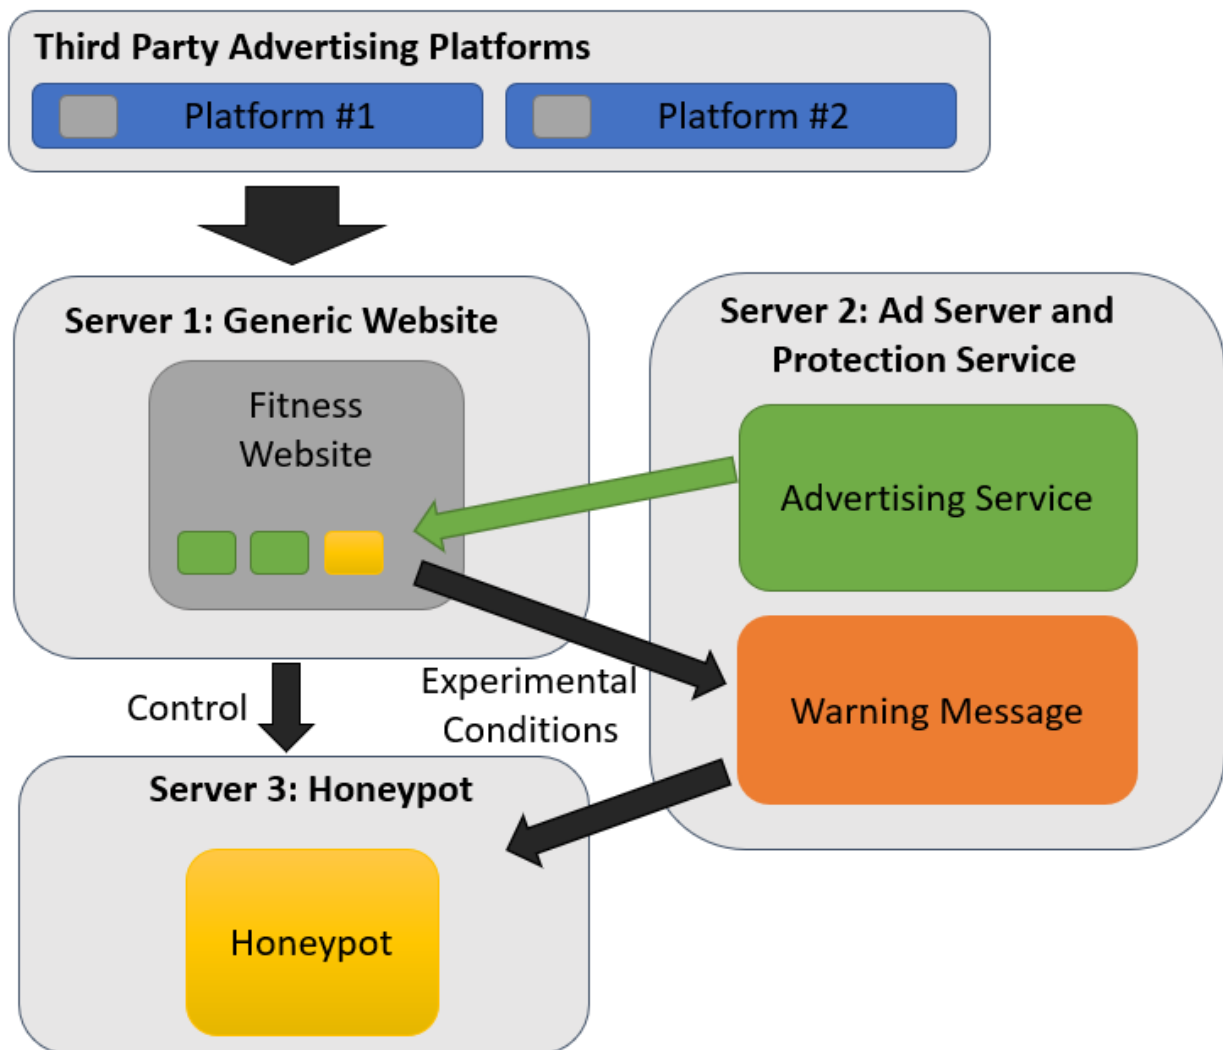 Third Party Advertising Platforms
Platform #1
Platform #2
Server 1: Generic Website
Fitness
Website
Server 2: Ad Server and
Protection Service
Advertising Service
Warning Message
Control
Experimental
Conditions
Server 3: Honeypot
Honeypot